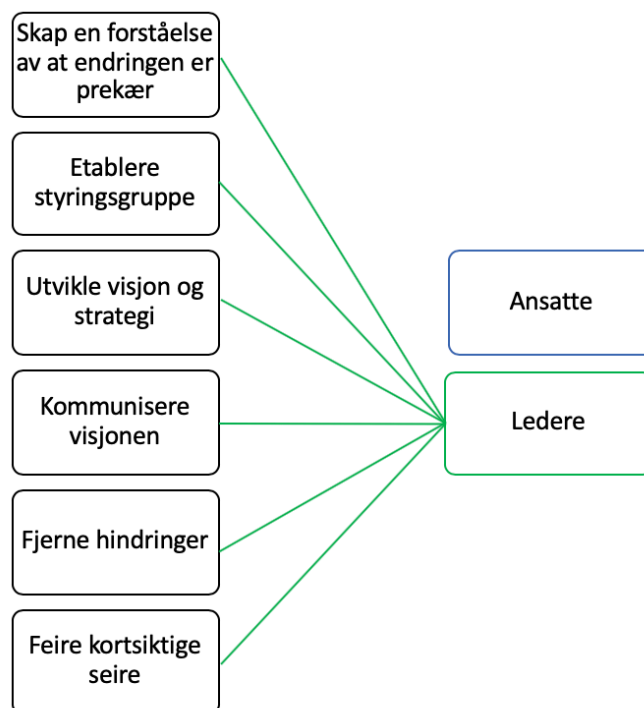 Skap en forståelse
av at endringen er
prekær
Etablere
styringsgruppe
Utvikle visjon og
strategi
Kommunisere
visjonen
Fjerne hindringer
Feire kortsiktige
seire
Ansatte
Ledere